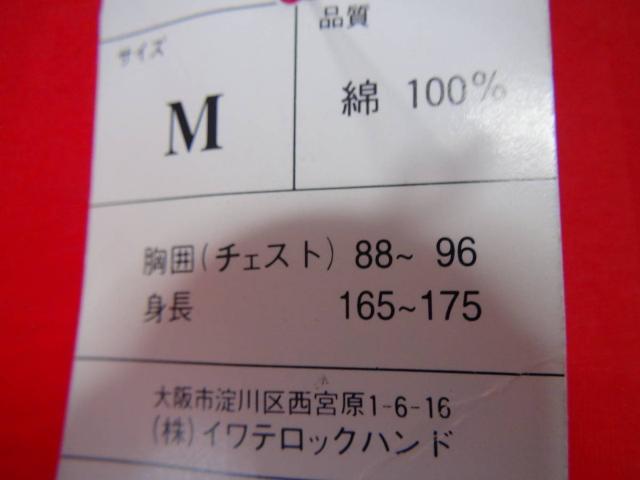 サイズ
M
品質
綿 100%
胸囲(チェスト) 88~ 96
身長 165~175
大阪市淀川区西宮原1-6-16
(株)イワテロックハンド